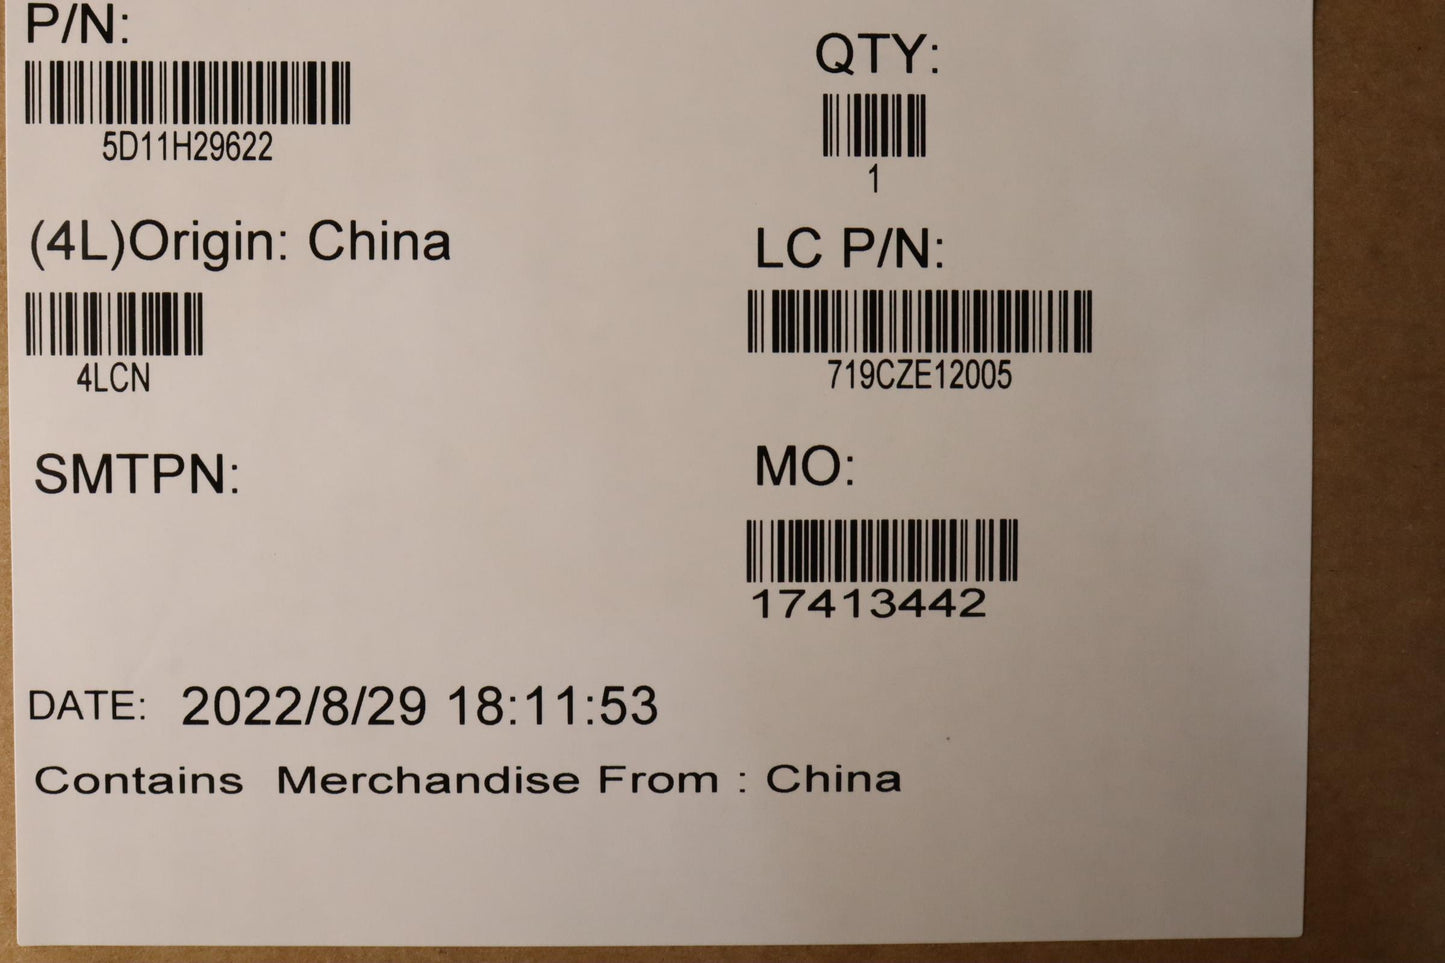 P/N:
5D11H29622
QTY:
1
(4L)Origin: China
4LCN
LC P/N:
719CZE12005
SMTPN:
MO:
17413442
DATE: 2022/8/29 18:11:53
Contains Merchandise From : China